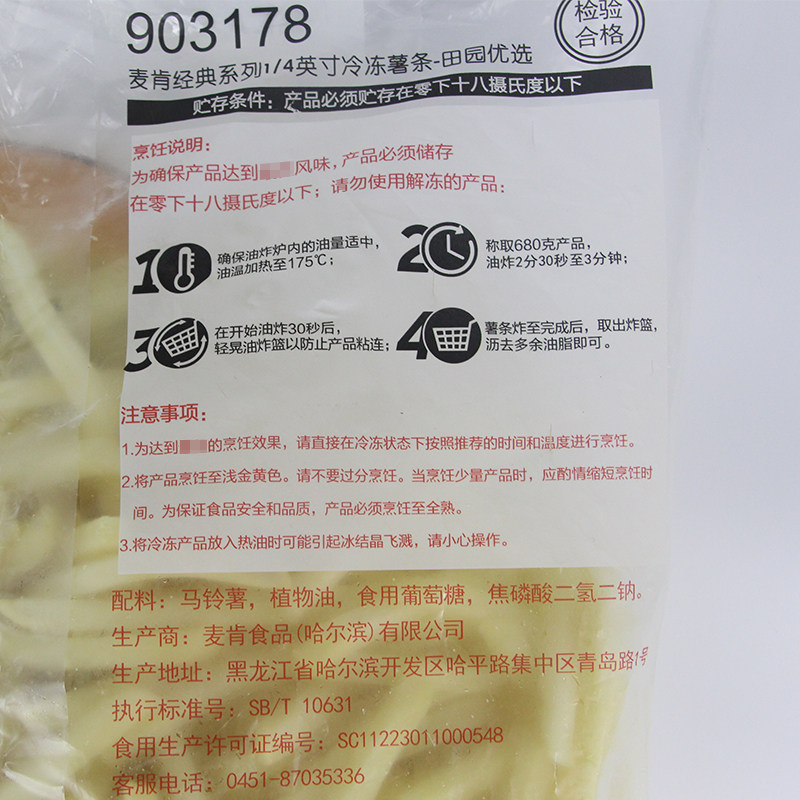 903178
检验
合格
麦肯经典系列1/4英寸冷冻薯条-田园优选
贮存条件：产品必须贮存在零下十八摄氏度以下
烹饪说明：
为确保产品达到风味，产品必须储存
在零下十八摄氏度以下；请勿使用解冻的产品：
1 确保油炸炉内的油量适中，
油温加热至175℃；
2 称取680克产品，
油炸2分30秒至3分钟；
3 在开始油炸30秒后，
轻晃油炸篮以防止产品粘连；
4 薯条炸至完成后，取出炸篮，
沥去多余油脂即可。
注意事项：
1.为达到的烹饪效果，请直接在冷冻状态下按照推荐的时间和温度进行烹饪。
2.将产品烹饪至浅金黄色。请不要过分烹饪。当烹饪少量产品时，应酌情缩短烹饪时
间。为保证食品安全和品质，产品必须烹饪至全熟。
3.将冷冻产品放入热油时可能引起冰结晶飞溅，请小心操作。
配料：马铃薯，植物油，食用葡萄糖，焦磷酸二氢二钠。
生产商：麦肯食品(哈尔滨)有限公司
生产地址：黑龙江省哈尔滨开发区哈平路集中区青岛路1号
执行标准号：SB/T 10631
食用生产许可证编号：SC11223011000548
客服电话：0451-87035336